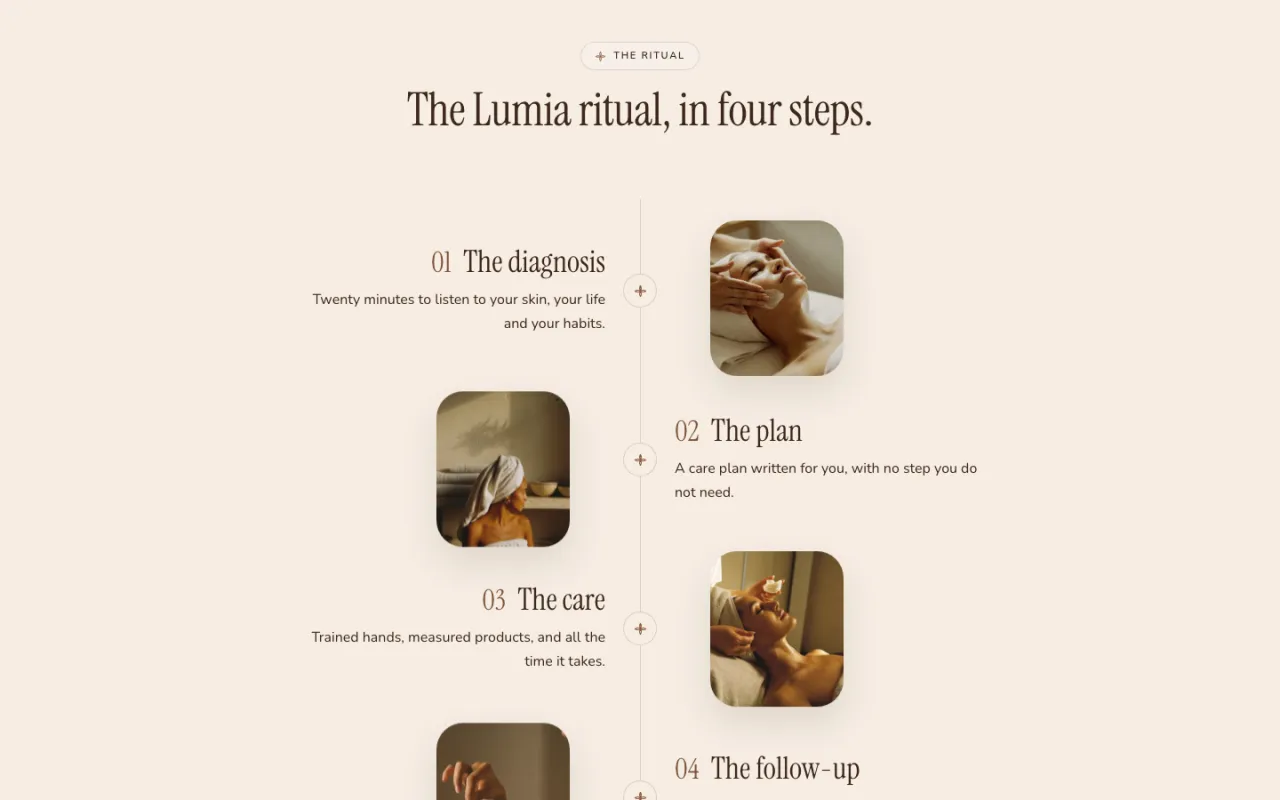 THE RITUAL
The Lumia ritual, in four steps.
01 The diagnosis
Twenty minutes to listen to your skin, your life
and your habits.
02 The plan
A care plan written for you, with no step you do
not need.
03 The care
Trained hands, measured products, and all the
time it takes.
04 The follow-up